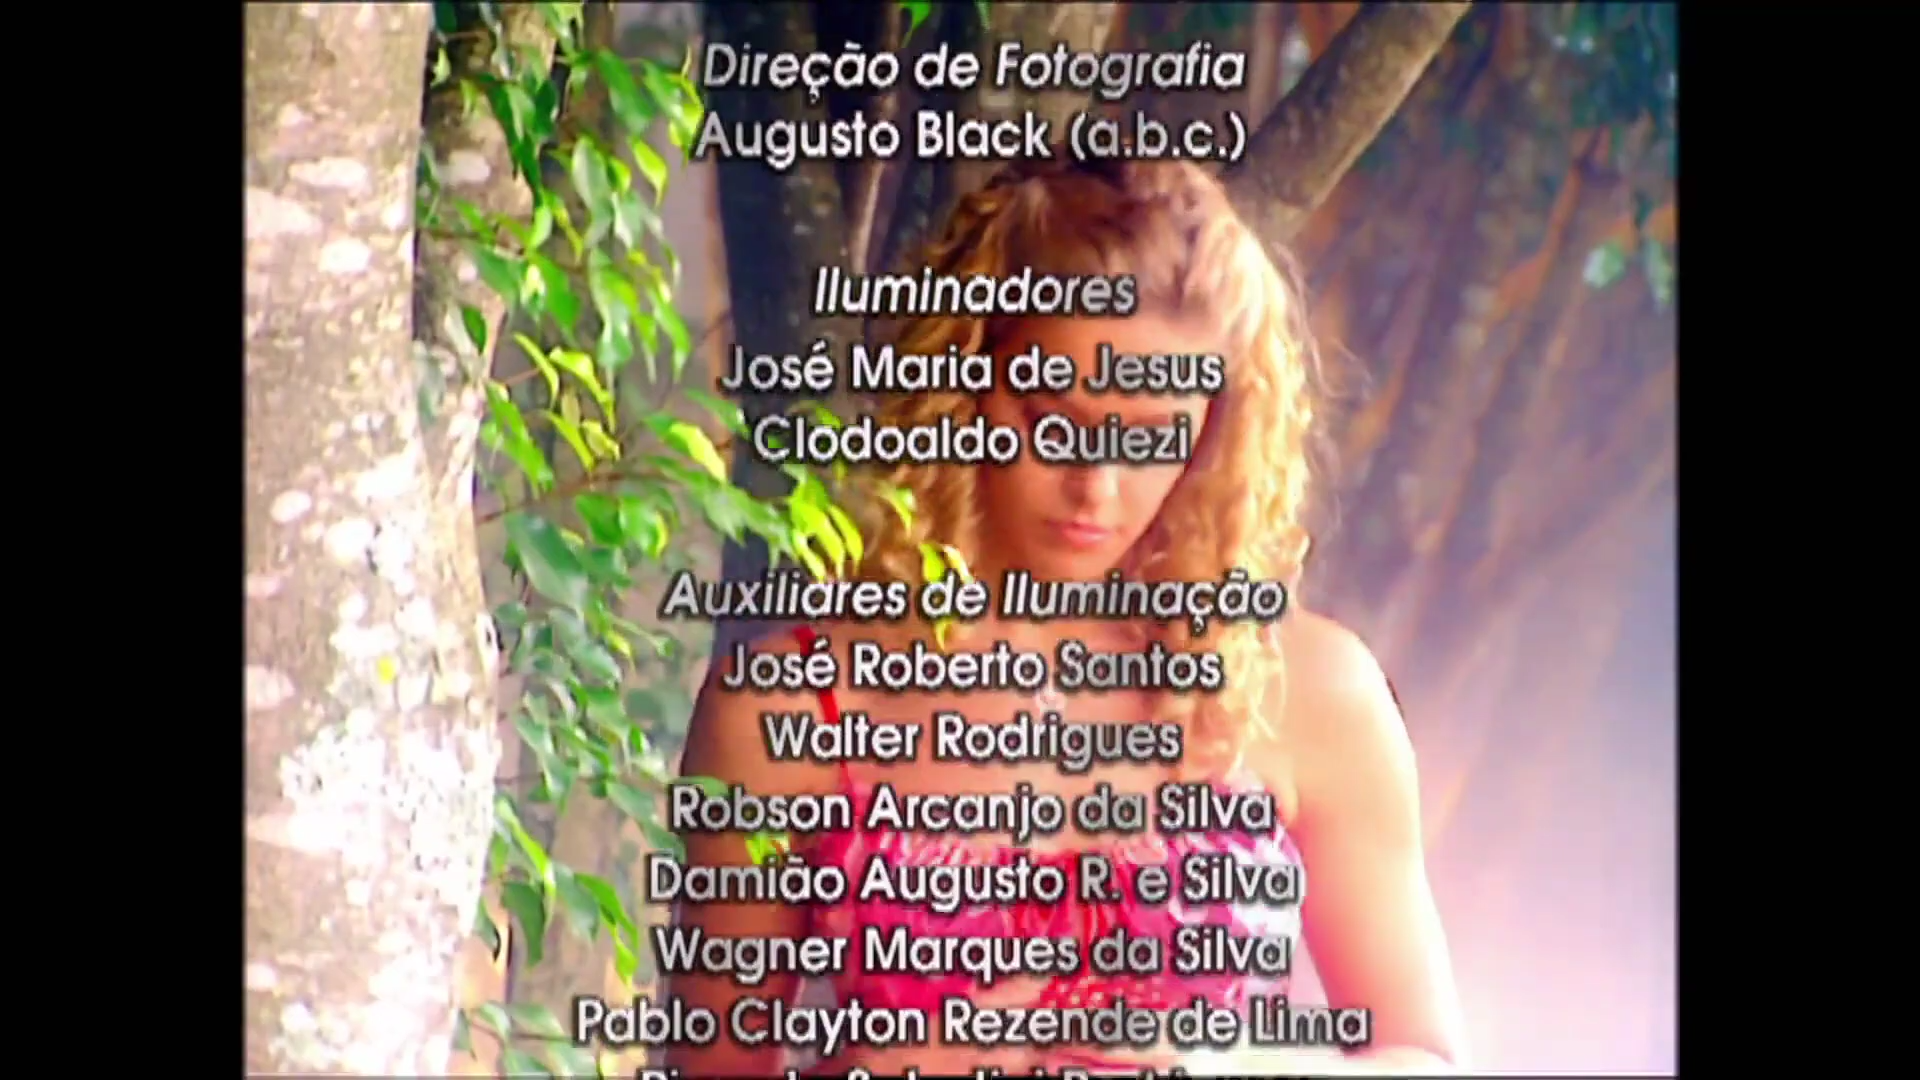 Direção de Fotografia
Augusto Black (a.b.c.)
Iluminadores
José Maria de Jesus
Clodoaldo Quiezi
Auxiliares de Iluminação
José Roberto Santos
Walter Rodrigues
Robson Arcanjo da Silva
Damião Augusto R. e Silva
Wagner Marques da Silva
Pablo Clayton Rezende de Lima